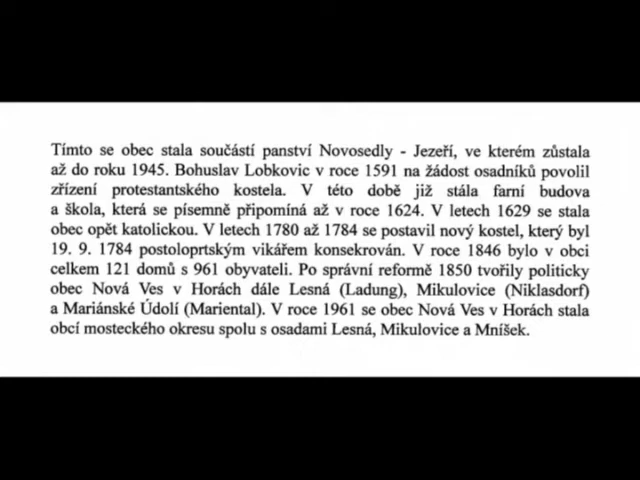 Tímto se obec stala součástí panství Novosedly - Jezeří, ve kterém zůstala
až do roku 1945. Bohuslav Lobkovic v roce 1591 na žádost osadníků povolil
zřízení protestantského kostela. V této době již stála farní budova
a škola, která se písemně připomíná až v roce 1624. V letech 1629 se stala
obec opět katolickou. V letech 1780 až 1784 se postavil nový kostel, který byl
19. 9. 1784 postoloprtským vikářem konsekrován. V roce 1846 bylo v obci
celkem 121 domů s 961 obyvateli. Po správní reformě 1850 tvořily politicky
obec Nová Ves v Horách dále Lesná (Ladung), Mikulovice (Niklasdorf)
a Mariánské Údolí (Mariental). V roce 1961 se obec Nová Ves v Horách stala
obcí mosteckého okresu spolu s osadami Lesná, Mikulovice a Mníšek.